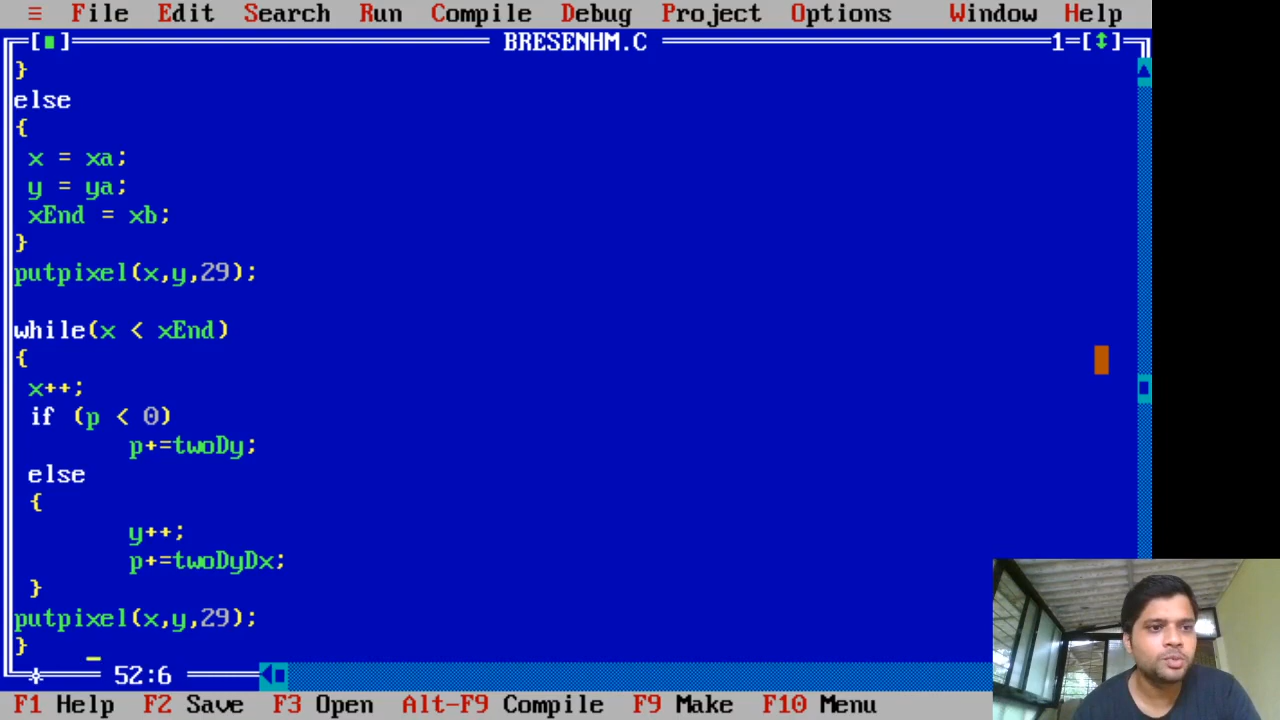 ≡ File Edit Search Run Compile Debug Project Options Window Help
[■] BRESENHM.C 1=[↕]
}
else
{
x = xa;
y = ya;
xEnd = xb;
}
putpixel(x,y,29);
while(x < xEnd)
{
x++;
if (p < 0)
p+=twoDy;
else
{
y++;
p+=twoDyDx;
}
putpixel(x,y,29);
}
52:6
F1 Help F2 Save F3 Open Alt-F9 Compile F9 Make F10 Menu